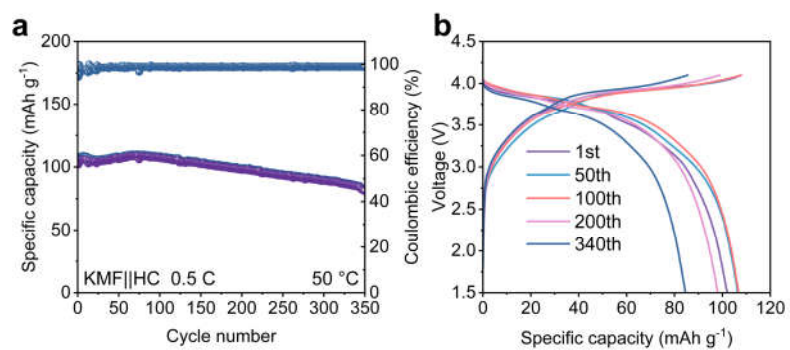 a
200
150
100
50
0
Specific capacity (mAh g⁻¹)
100
80
60
40
20
0
Coulombic efficiency (%)
KMF||HC 0.5 C 50 °C
0 50 100 150 200 250 300 350
Cycle number
b
4.5
4.0
3.5
3.0
2.5
2.0
1.5
Voltage (V)
1st
50th
100th
200th
340th
0 20 40 60 80 100 120
Specific capacity (mAh g⁻¹)